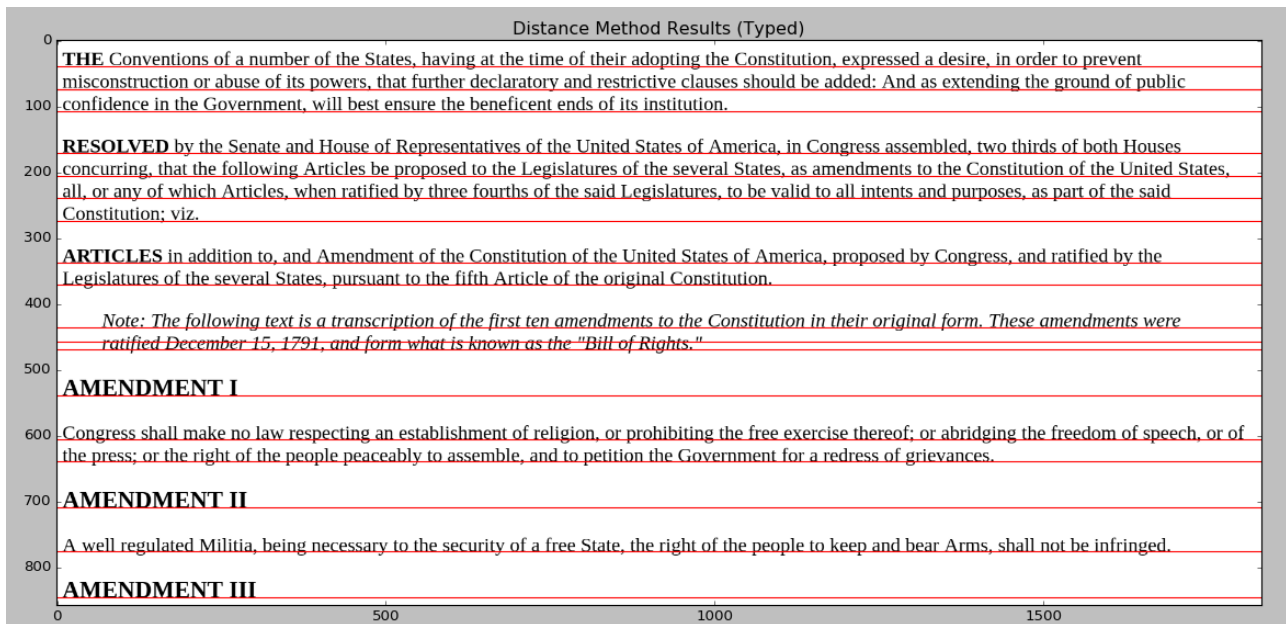 Distance Method Results (Typed)
0
THE Conventions of a number of the States, having at the time of their adopting the Constitution, expressed a desire, in order to prevent
misconstruction or abuse of its powers, that further declaratory and restrictive clauses should be added: And as extending the ground of public
100
confidence in the Government, will best ensure the beneficent ends of its institution.
RESOLVED by the Senate and House of Representatives of the United States of America, in Congress assembled, two thirds of both Houses
200
concurring, that the following Articles be proposed to the Legislatures of the several States, as amendments to the Constitution of the United States,
all, or any of which Articles, when ratified by three fourths of the said Legislatures, to be valid to all intents and purposes, as part of the said
Constitution; viz.
300
ARTICLES in addition to, and Amendment of the Constitution of the United States of America, proposed by Congress, and ratified by the
Legislatures of the several States, pursuant to the fifth Article of the original Constitution.
400
Note: The following text is a transcription of the first ten amendments to the Constitution in their original form. These amendments were
ratified December 15, 1791, and form what is known as the "Bill of Rights."
500
AMENDMENT I
600
Congress shall make no law respecting an establishment of religion, or prohibiting the free exercise thereof; or abridging the freedom of speech, or of
the press; or the right of the people peaceably to assemble, and to petition the Government for a redress of grievances.
700
AMENDMENT II
A well regulated Militia, being necessary to the security of a free State, the right of the people to keep and bear Arms, shall not be infringed.
800
AMENDMENT III
0 500 1000 1500